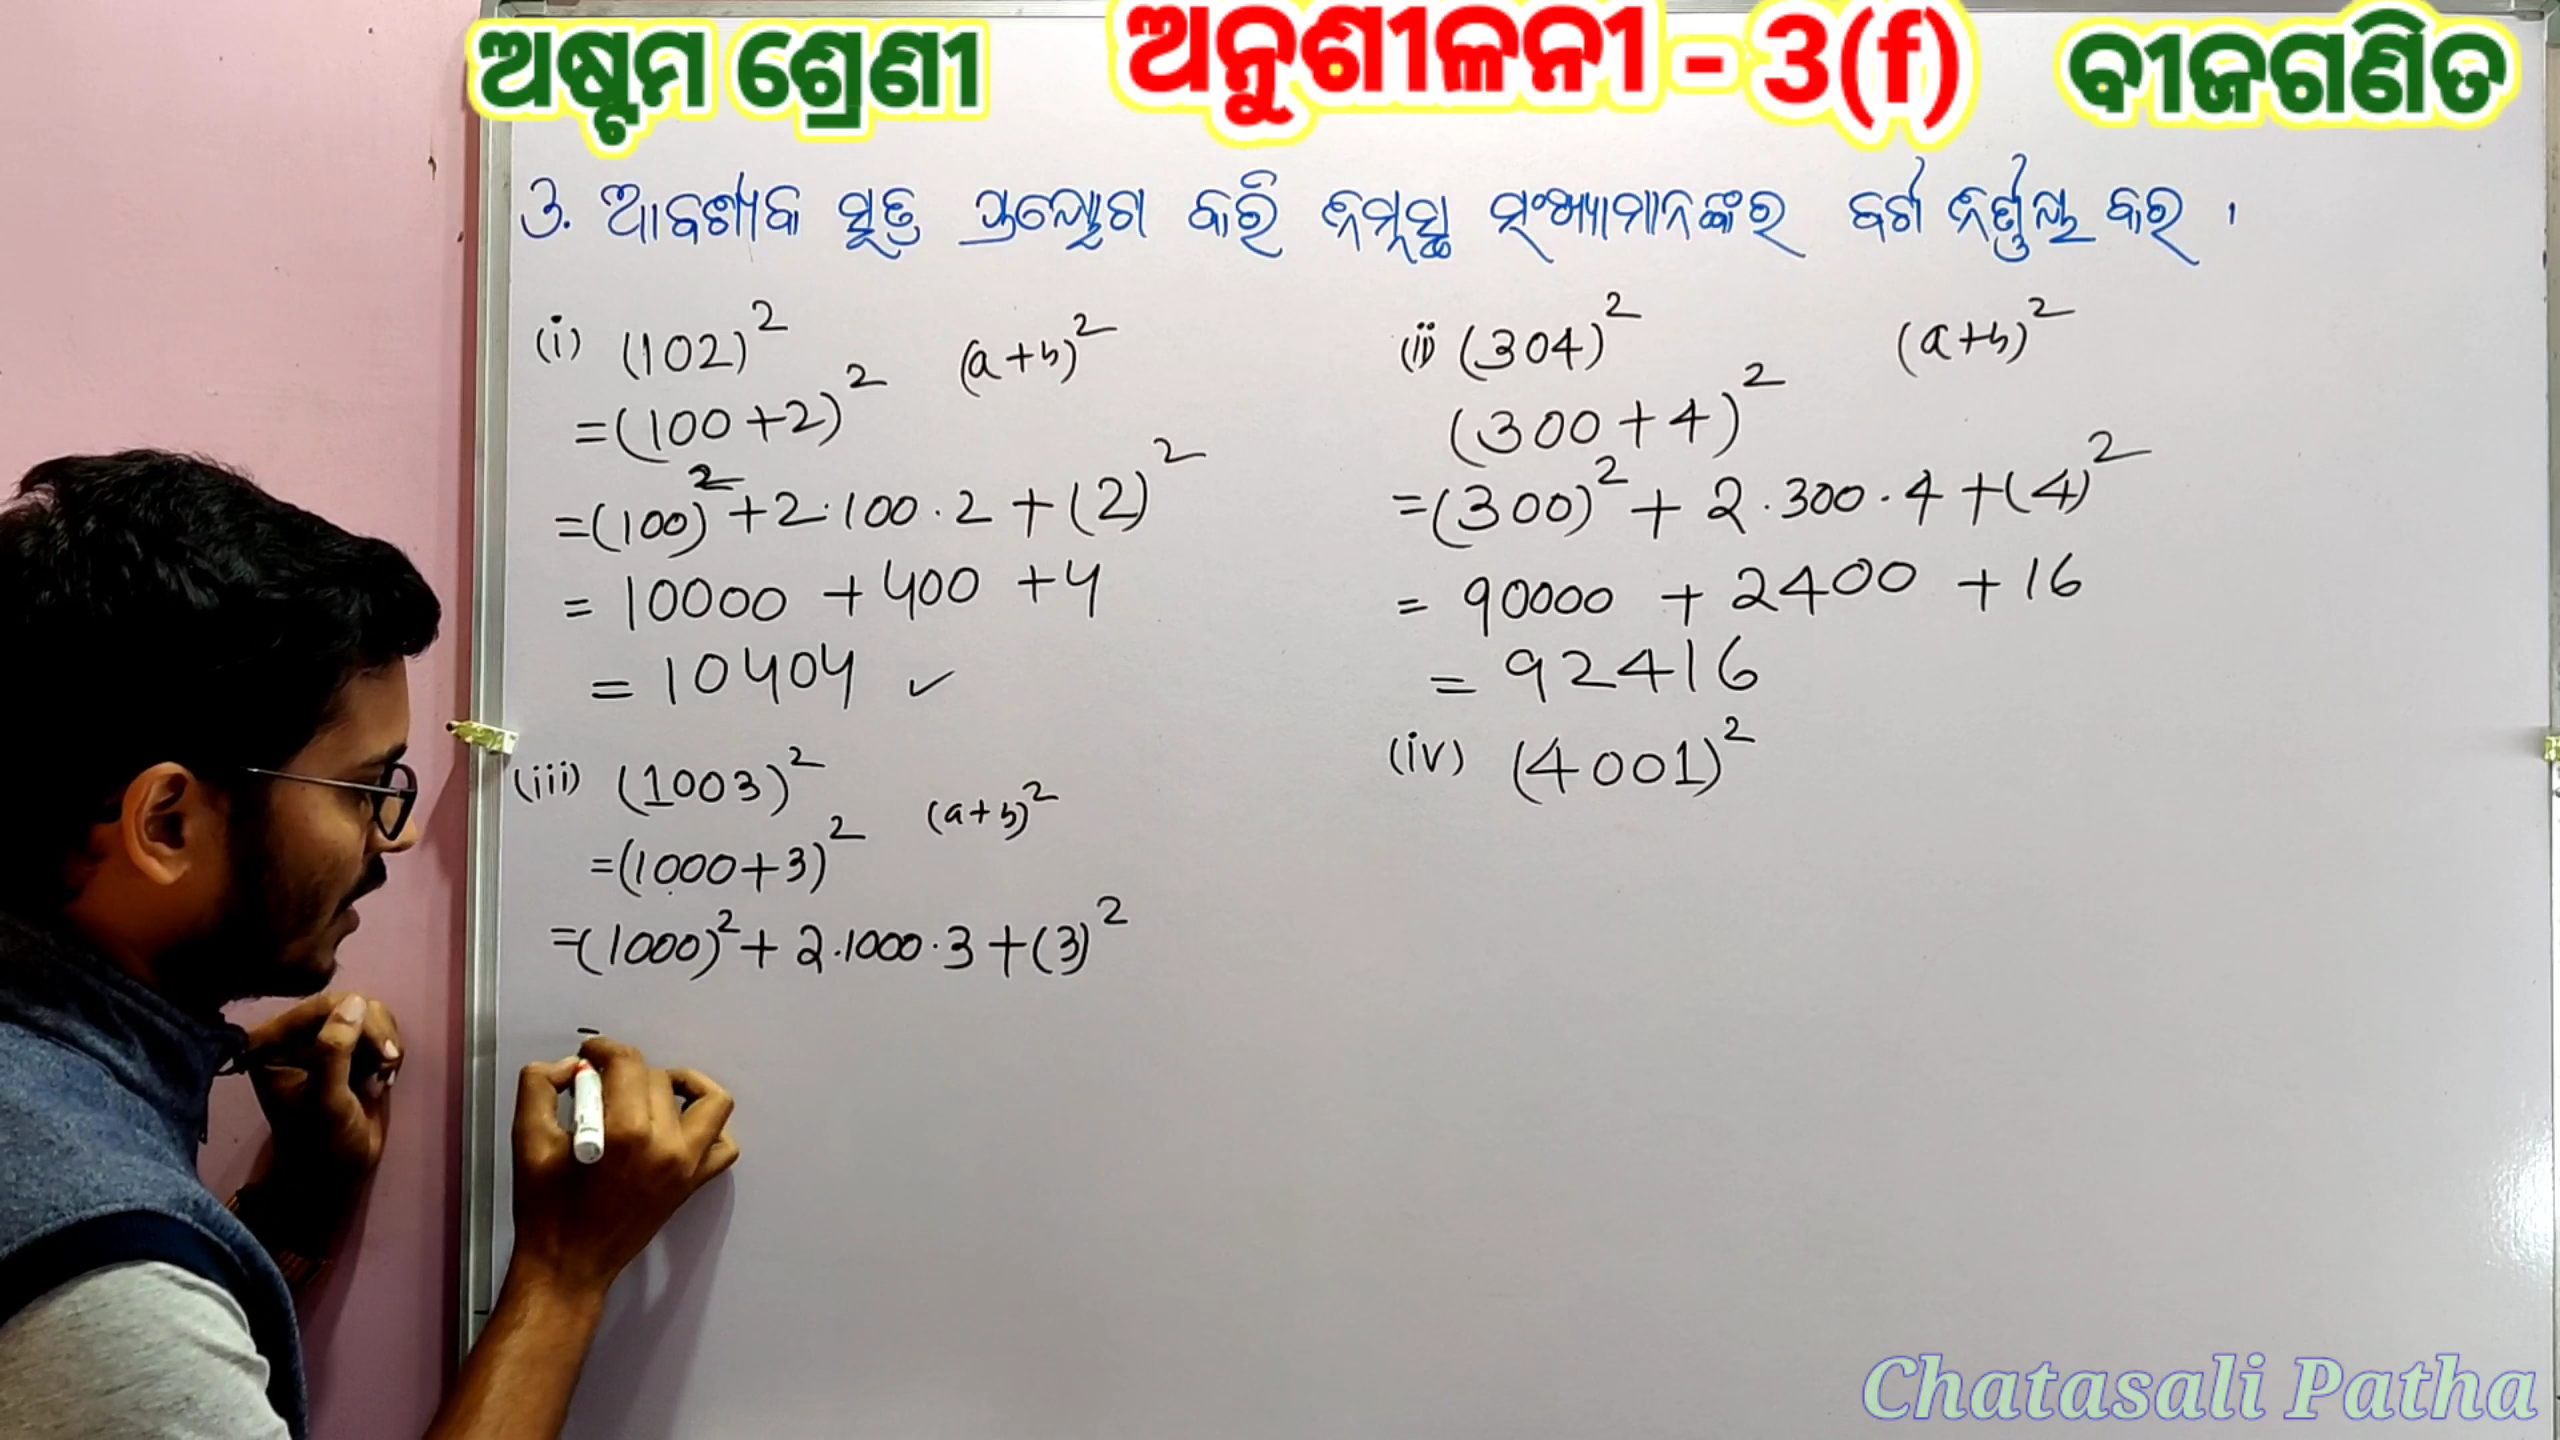 ଅଷ୍ଟମ ଶ୍ରେଣୀ ଅନୁଶୀଳନୀ - 3(f) ବୀଜଗଣିତ
3. ଆବଶ୍ୟକ ସୂତ୍ର ପ୍ରୟୋଗ କରି ନିମ୍ନସ୍ଥ ସଂଖ୍ୟାମାନଙ୍କର ବର୍ଗ ନିର୍ଣ୍ଣୟ କର ।
(i) (102)² (a+b)²
=(100+2)²
=(100)²+2·100·2+(2)²
= 10000 +400 +4
= 10404 ✓
(ii) (304)² (a+b)²
(300+4)²
=(300)² + 2·300·4 +(4)²
= 90000 + 2400 +16
= 92416
(iii) (1003)²
=(1000+3)² (a+b)²
=(1000)²+ 2·1000·3+(3)²
=
(iv) (4001)²
Chatasali Patha